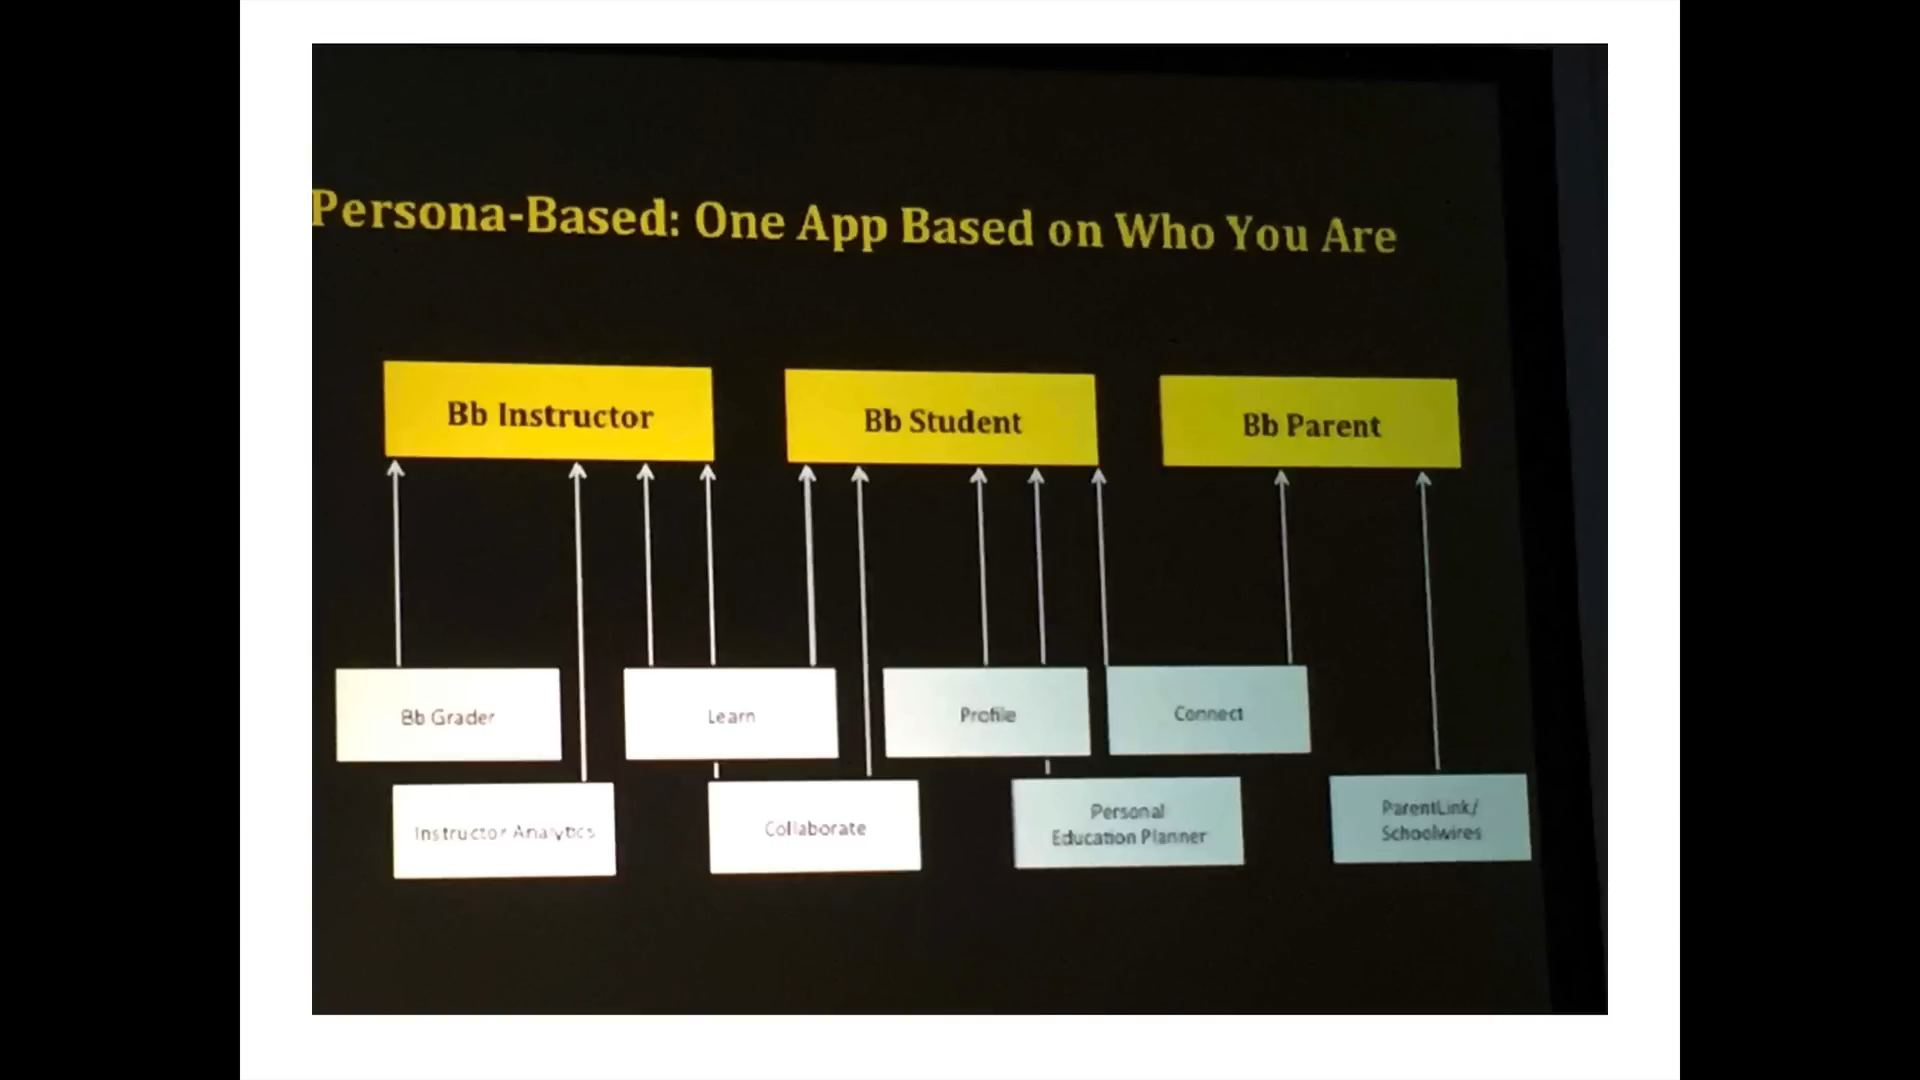 Persona-Based: One App Based on Who You Are
Bb Instructor
Bb Student
Bb Parent
Bb Grader
Learn
Profile
Connect
Instructor Analytics
Collaborate
Personal
Education Planner
ParentLink/
Schoolwires